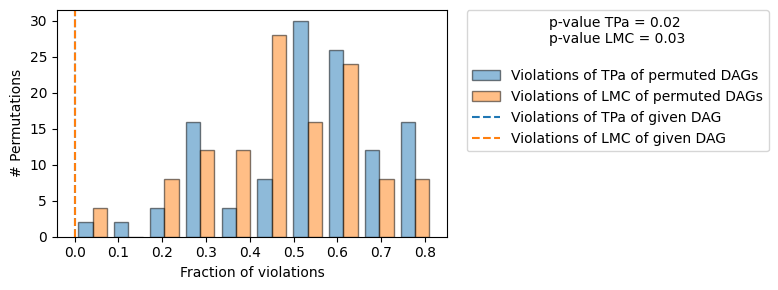 30
25
20
15
10
5
0
# Permutations
0.0 0.1 0.2 0.3 0.4 0.5 0.6 0.7 0.8
Fraction of violations
p-value TPa = 0.02
p-value LMC = 0.03
Violations of TPa of permuted DAGs
Violations of LMC of permuted DAGs
Violations of TPa of given DAG
Violations of LMC of given DAG